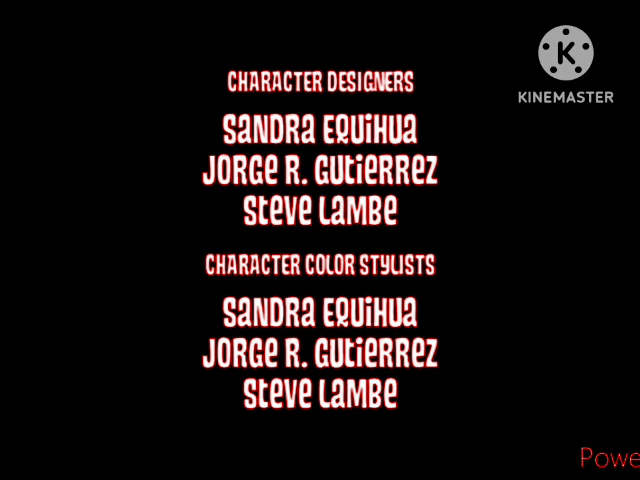 CHARACTER DESIGNERS
SANDRA EQUIHUA
JORGE R. GUTIERREZ
STEVE LAMBE
CHARACTER COLOR STYLISTS
SANDRA EQUIHUA
JORGE R. GUTIERREZ
STEVE LAMBE
K
KINEMASTER
Powe